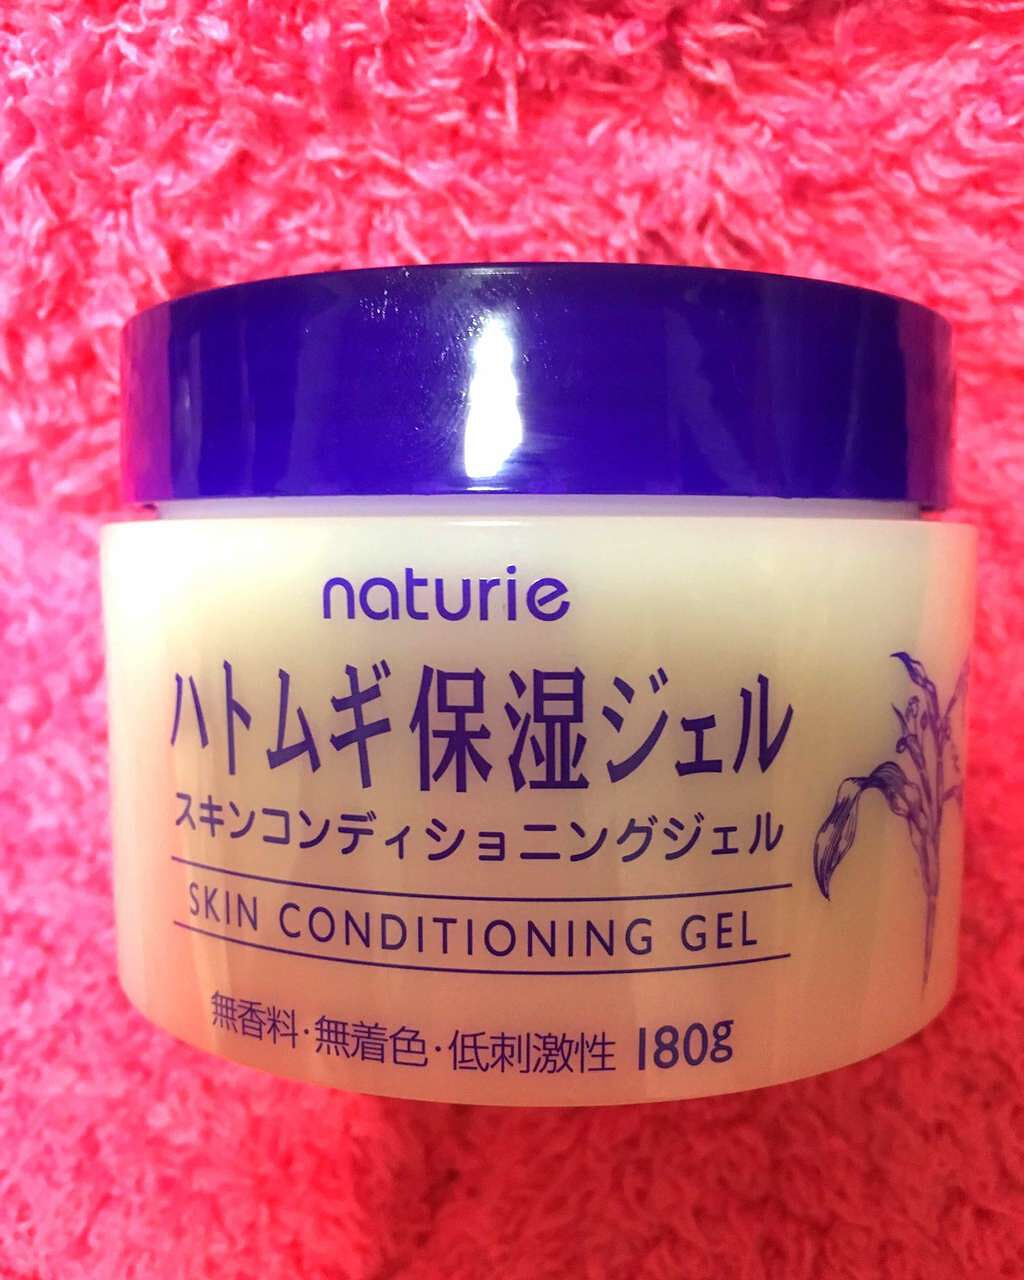 naturie
ハトムギ保湿ジェル
スキンコンディショニングジェル
SKIN CONDITIONING GEL
無香料・無着色・低刺激性 180g